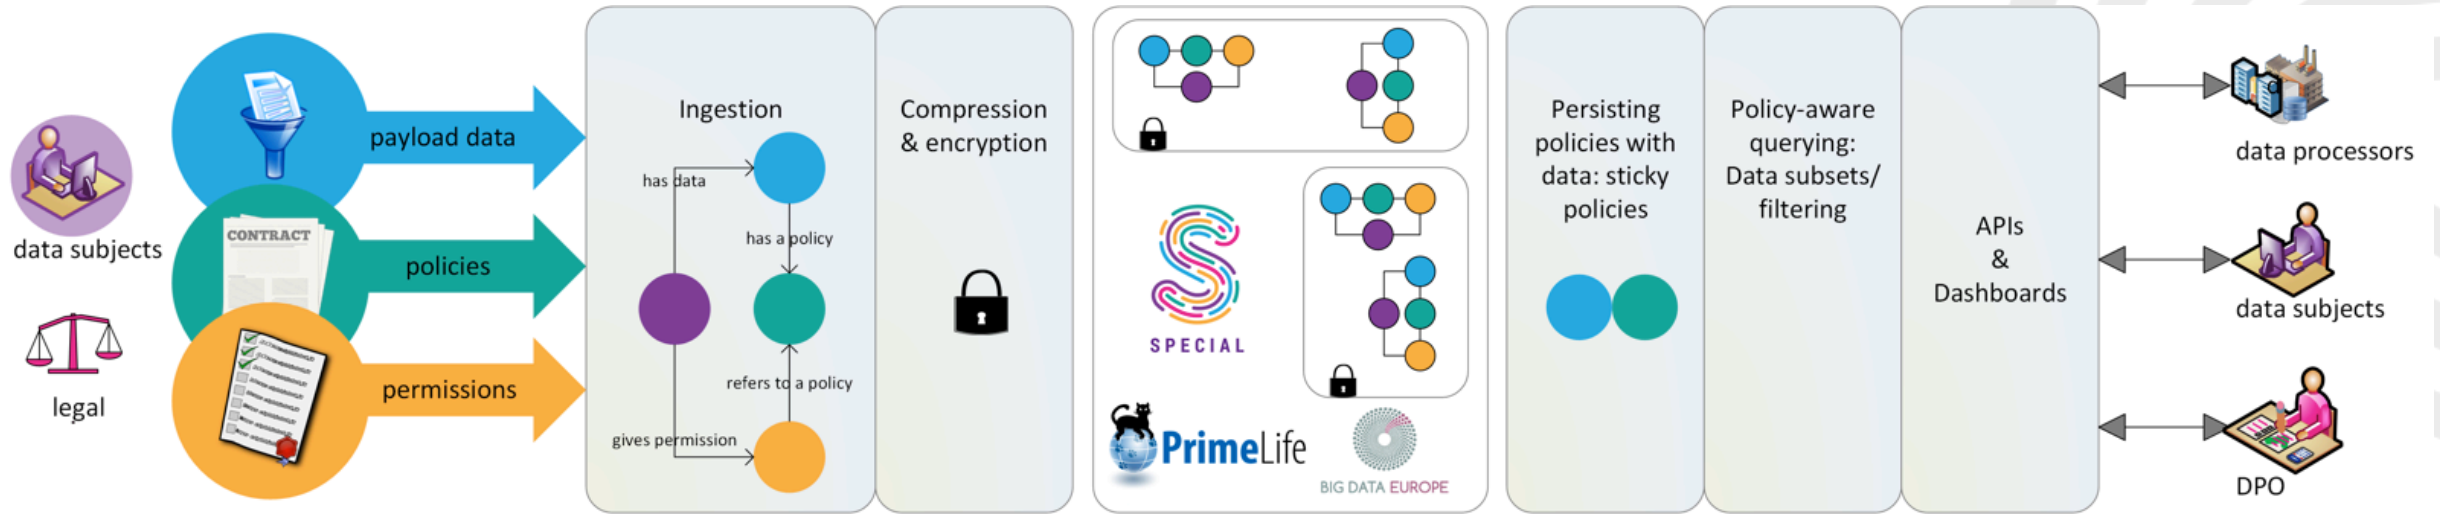 data subjects
legal
CONTRACT
payload data
policies
permissions
Ingestion
has data
has a policy
refers to a policy
gives permission
Compression
& encryption
SPECIAL
PrimeLife
BIG DATA EUROPE
Persisting
policies with
data: sticky
policies
Policy-aware
querying:
Data subsets/
filtering
APIs
&
Dashboards
data processors
data subjects
DPO